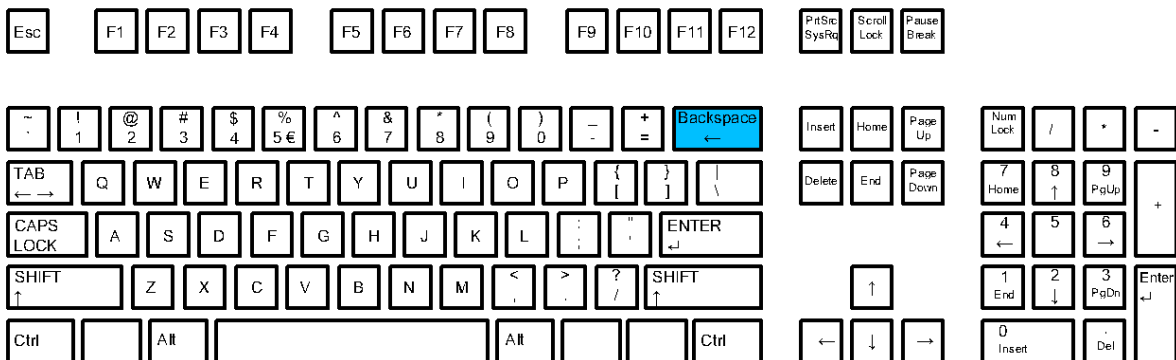 Esc F1 F2 F3 F4 F5 F6 F7 F8 F9 F10 F11 F12 PrtSrc Scroll Pause
SysRq Lock Break
~ ! @ # $ % ^ & * ( ) _ + Backspace Insert Home Page Num / * -
` 1 2 3 4 5 € 6 7 8 9 0 - = ← Up Lock
TAB Q W E R T Y U I O P { } | Delete End Page 7 8 9 +
← → [ ] \ Down Home ↑ PgUp
CAPS A S D F G H J K L : " ENTER 4 5 6
LOCK ; ' ↵ ← →
SHIFT Z X C V B N M < > ? SHIFT ↑ 1 2 3 Enter
↑ , . / ↑ End ↓ PgDn ↵
Ctrl Alt Alt Ctrl ← ↓ → 0 .
Insert Del